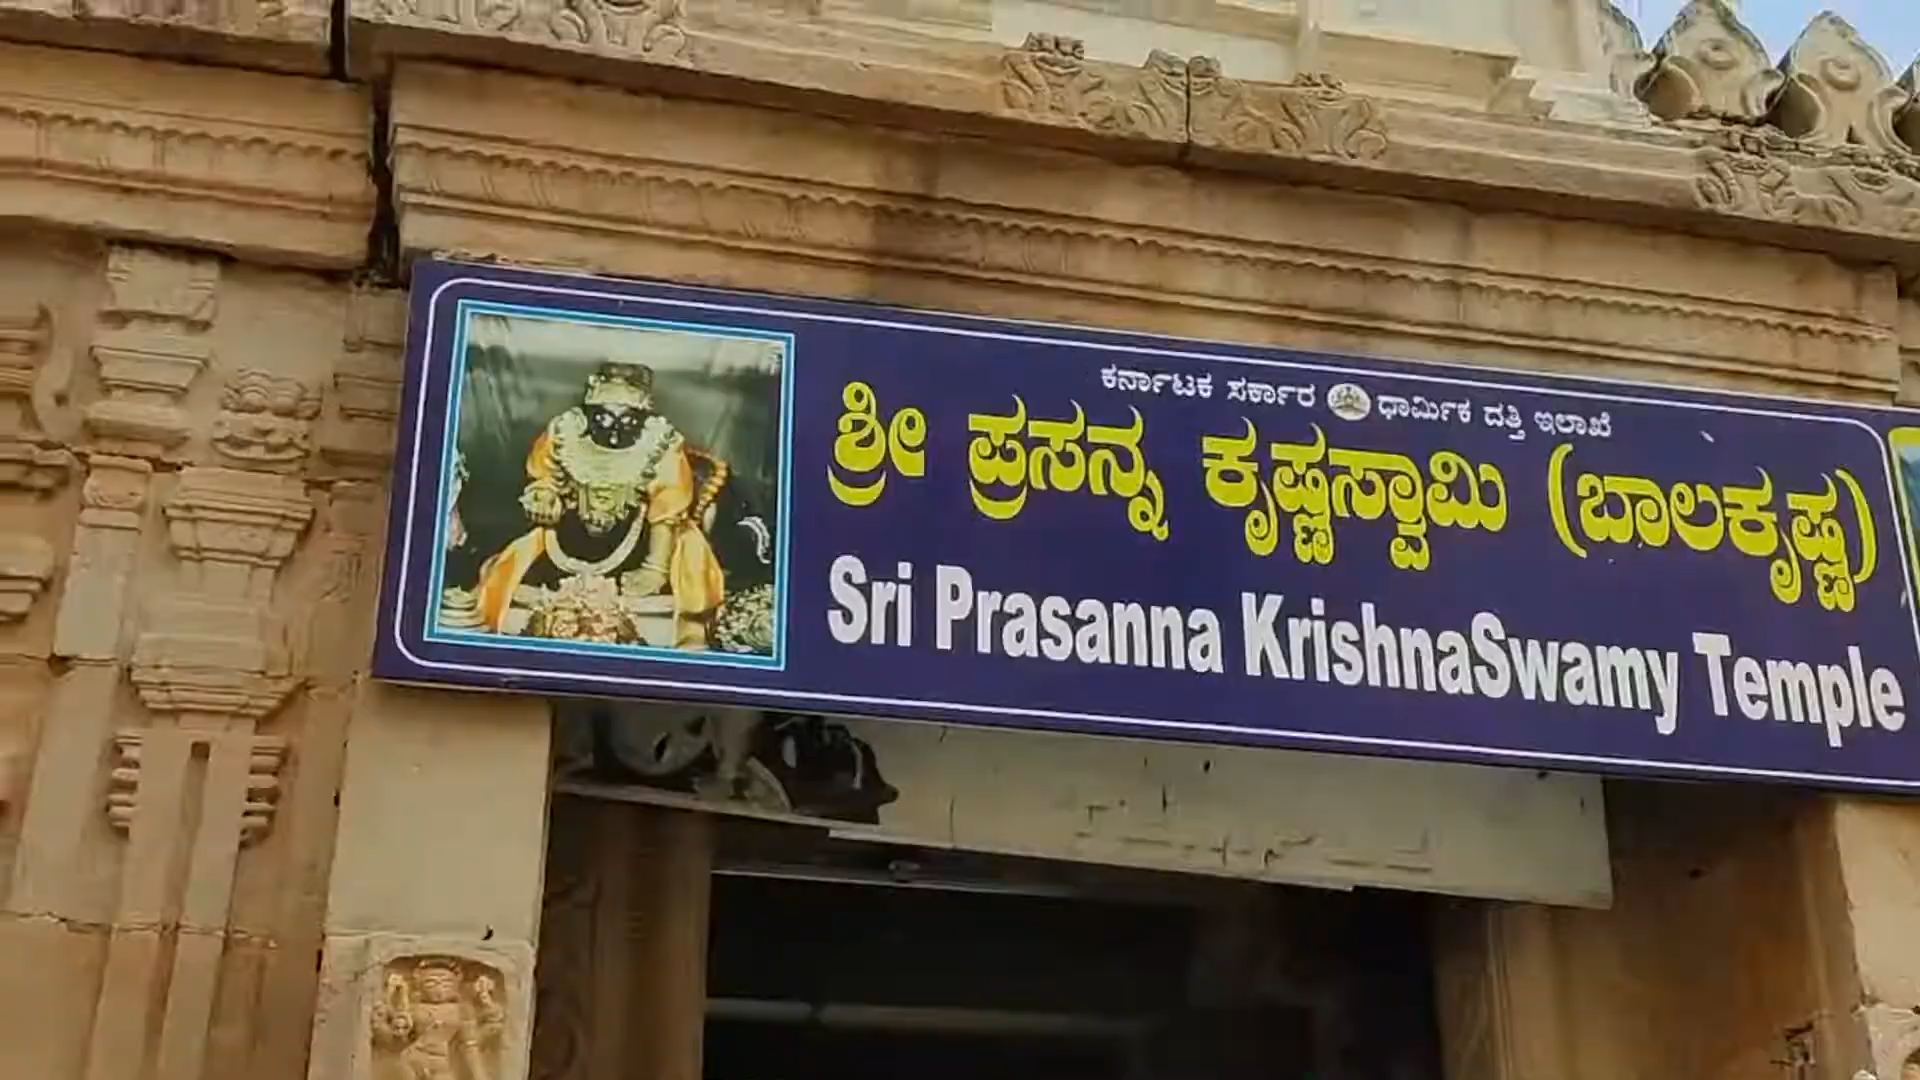 ಕರ್ನಾಟಕ ಸರ್ಕಾರ ಧಾರ್ಮಿಕ ದತ್ತಿ ಇಲಾಖೆ
ಶ್ರೀ ಪ್ರಸನ್ನ ಕೃಷ್ಣಸ್ವಾಮಿ (ಬಾಲಕೃಷ್ಣ)
Sri Prasanna KrishnaSwamy Temple